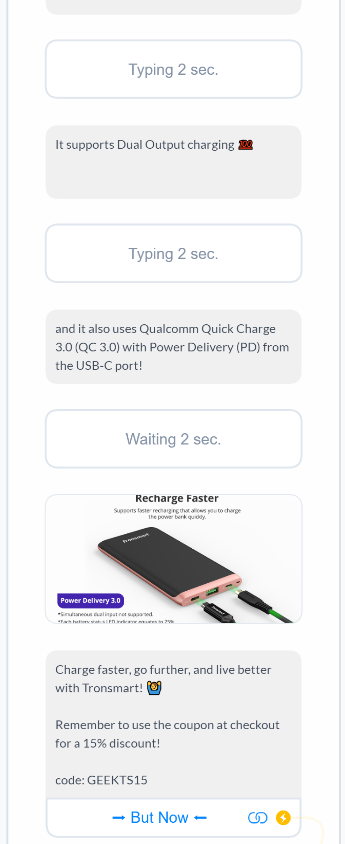 Typing 2 sec.
It supports Dual Output charging
Typing 2 sec.
and it also uses Qualcomm Quick Charge
3.0 (QC 3.0) with Power Delivery (PD) from
the USB-C port!
Waiting 2 sec.
Recharge Faster
Supports faster recharging that allows you to charge
the power bank quickly.
Tronsmart
Power Delivery 3.0
*Simultaneous dual input not supported.
*Each battery status LED indicator equates to 25%
Charge faster, go further, and live better
with Tronsmart! 🙆‍♂️
Remember to use the coupon at checkout
for a 15% discount!
code: GEEKTS15
➞ But Now ←